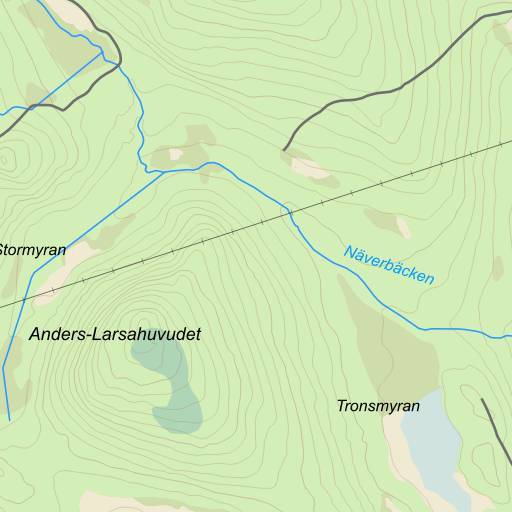 Stormyran
Näverbäcken
Anders-Larsahuvudet
Tronsmyran